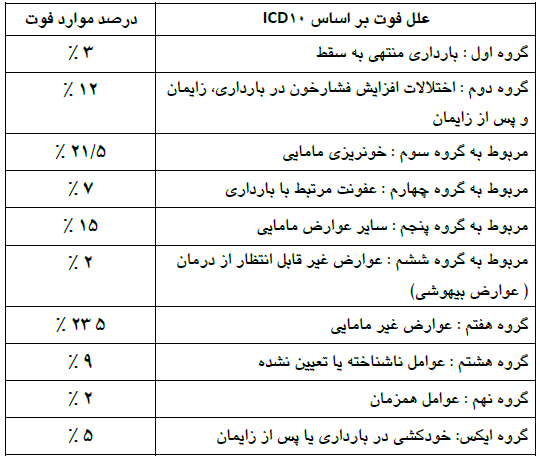 علل فوت بر اساس ICD10 درصد موارد فوت
گروه اول : بارداری منتهی به سقط ۳ ٪
گروه دوم : اختلالات افزایش فشارخون در بارداری، زایمان ۱۲ ٪
و پس از زایمان
مربوط به گروه سوم : خونریزی مامایی ۲۱/۵ ٪
مربوط به گروه چهارم : عفونت مرتبط با بارداری ۷ ٪
مربوط به گروه پنجم : سایر عوارض مامایی ۱۵ ٪
مربوط به گروه ششم : عوارض غیر قابل انتظار از درمان ۲ ٪
( عوارض بیهوشی)
گروه هفتم : عوارض غیر مامایی ۲۳ ۵ ٪
گروه هشتم : عوامل ناشناخته یا تعیین نشده ۹ ٪
گروه نهم : عوامل همزمان ۲ ٪
گروه ایکس: خودکشی در بارداری یا پس از زایمان ۵ ٪